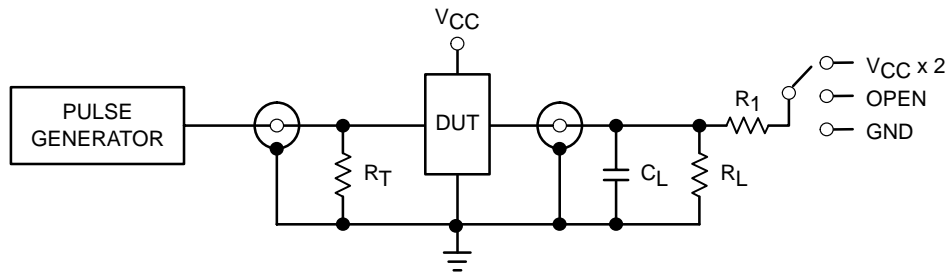 VCC
PULSE
GENERATOR
DUT
RT
CL
RL
R1
VCC x 2
OPEN
GND